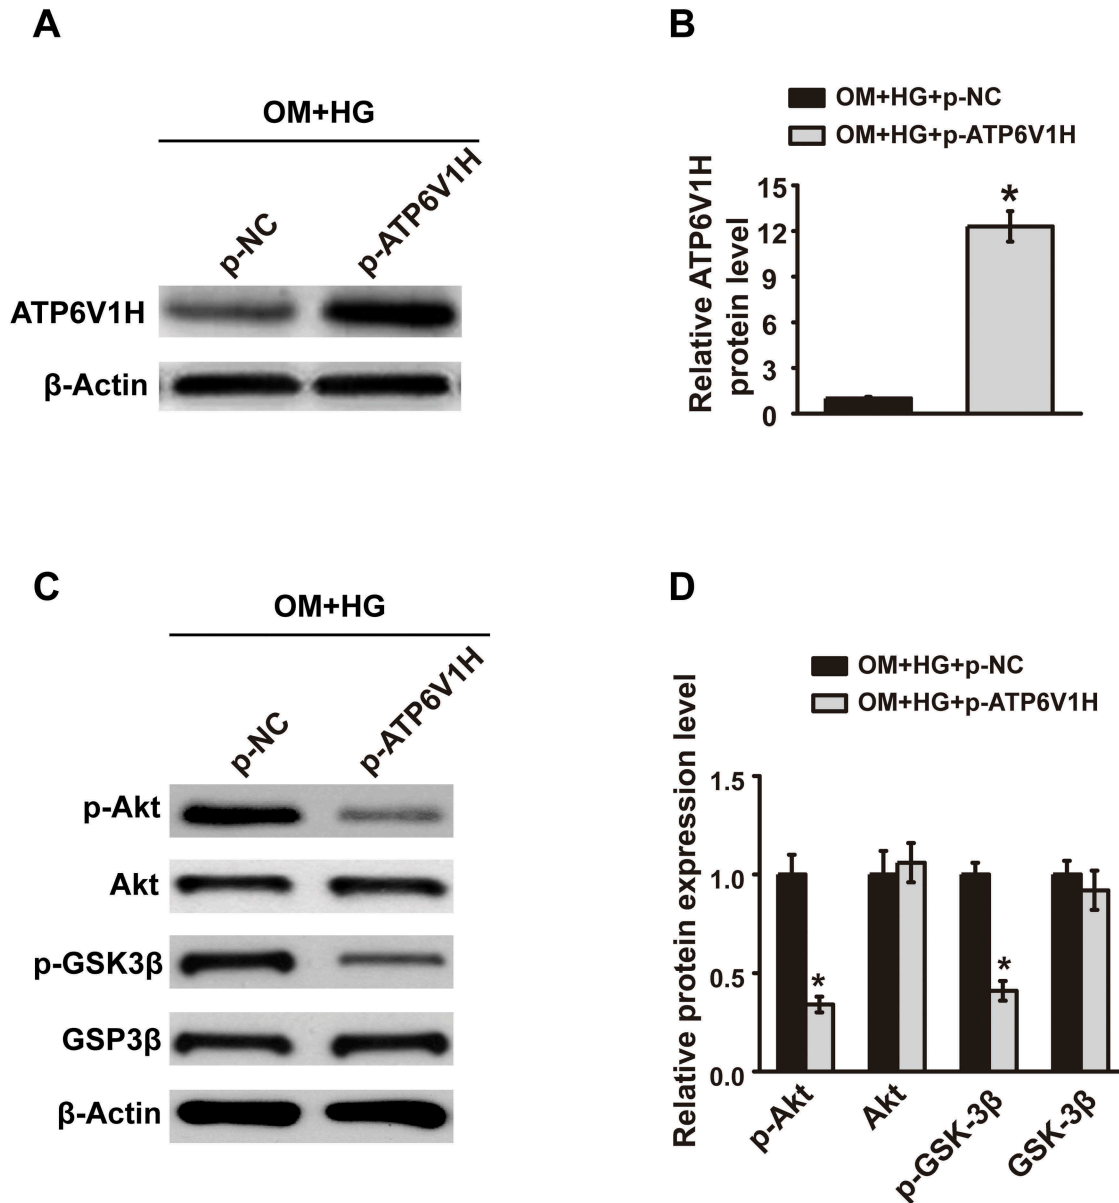 A
OM+HG
p-NC
p-ATP6V1H
ATP6V1H
β-Actin
B
OM+HG+p-NC
OM+HG+p-ATP6V1H
Relative ATP6V1H
protein level
15
12
9
6
3
0
*
C
OM+HG
p-NC
p-ATP6V1H
p-Akt
Akt
p-GSK3β
GSP3β
β-Actin
D
OM+HG+p-NC
OM+HG+p-ATP6V1H
Relative protein expression level
1.5
1.0
0.5
0.0
*
*
p-Akt
Akt
p-GSK-3β
GSK-3β